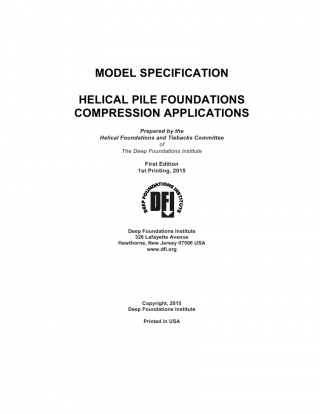 MODEL SPECIFICATION
HELICAL PILE FOUNDATIONS
COMPRESSION APPLICATIONS
Prepared by the
Helical Foundations and Tiebacks Committee
of
The Deep Foundations Institute
First Edition
1st Printing, 2015
DEEP FOUNDATIONS INSTITUTE
DFI
Deep Foundations Institute
326 Lafayette Avenue
Hawthorne, New Jersey 07506 USA
www.dfi.org
Copyright, 2015
Deep Foundations Institute
Printed in USA